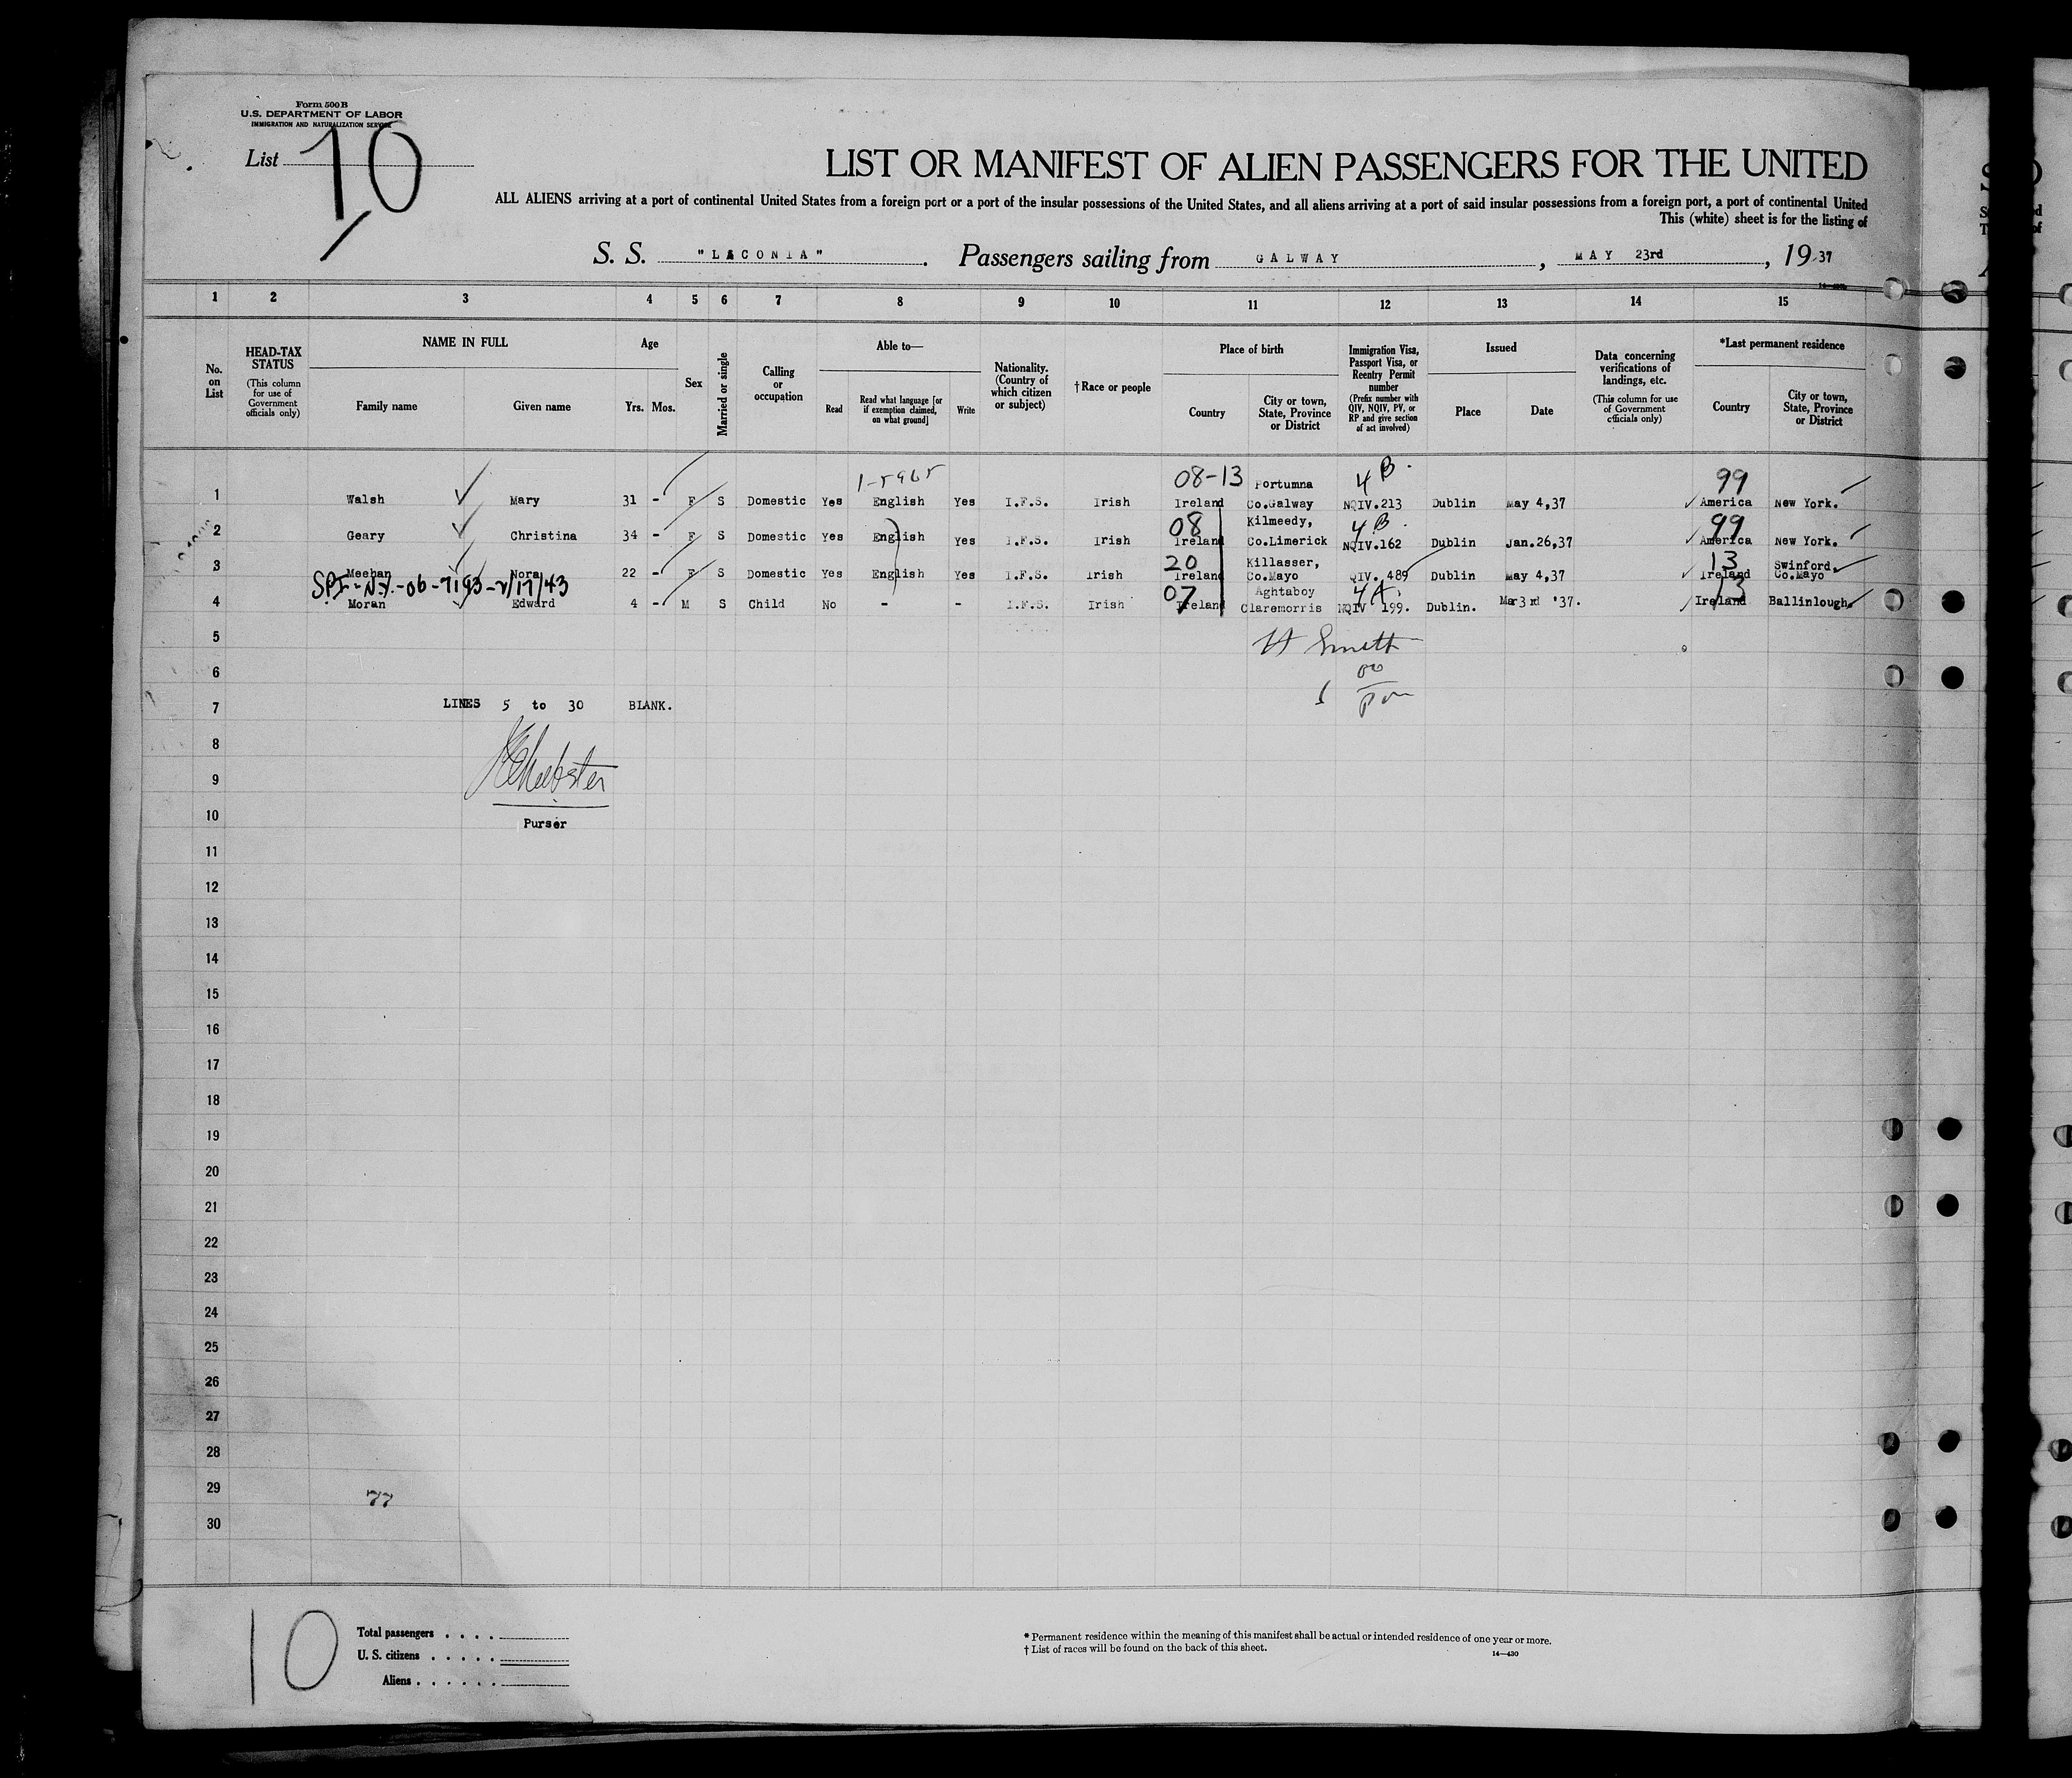 Form 500 B
U.S. DEPARTMENT OF LABOR
IMMIGRATION AND NATURALIZATION SERVICE
List 10
LIST OR MANIFEST OF ALIEN PASSENGERS FOR THE UNITED
ALL ALIENS arriving at a port of continental United States from a foreign port or a port of the insular possessions of the United States, and all aliens arriving at a port of said insular possessions from a foreign port, a port of continental United
This (white) sheet is for the listing of
S. S. "LACONIA". Passengers sailing from GALWAY, MAY 23rd, 1937
1 2 3 4 5 6 7 8 9 10 11 12 13 14 15
No. on List
HEAD-TAX STATUS (This column for use of Government officials only)
NAME IN FULL Family name Given name
Age Yrs. Mos.
Sex
Married or single
Calling or occupation
Able to— Read Read what language [or if exemption claimed, on what ground] Write
Nationality. (Country of which citizen or subject)
† Race or people
Place of birth Country City or town, State, Province or District
Immigration Visa, Passport Visa, or Reentry Permit number (Prefix number with QIV, NQIV, PV, or RP and give section of act involved)
Issued Place Date
Data concerning verifications of landings, etc. (This column for use of Government officials only)
*Last permanent residence Country City or town, State, Province or District
08-13 Portumna 4 B. 99
1 Walsh Mary 31 - F S Domestic Yes English Yes I.F.S. Irish Ireland Co.Galway NQIV.213 Dublin May 4,37 America New York.
08 Kilmeedy, 4 B. 99
2 Geary Christina 34 - F S Domestic Yes English Yes I.F.S. Irish Ireland Co.Limerick NQIV.162 Dublin Jan.26,37 America New York.
20 Killasser, 13 Swinford.
3 Meehan Nora 22 - F S Domestic Yes English Yes I.F.S. Irish Ireland Co.Mayo QIV. 489 Dublin May 4,37 Ireland Co.Mayo
07 Aghtaboy 4 A. 13
4 Moran Edward 4 - M S Child No - - I.F.S. Irish Ireland Claremorris NQIV 199. Dublin. Mar 3rd '37. Ireland Ballinlough.
5
6
7 LINES 5 to 30 BLANK.
8
9
10 Purser
11
12
13
14
15
16
17
18
19
20
21
22
23
24
25
26
27
28
29 77
30
10
Total passengers
U. S. citizens
Aliens
* Permanent residence within the meaning of this manifest shall be actual or intended residence of one year or more.
† List of races will be found on the back of this sheet.
14—430